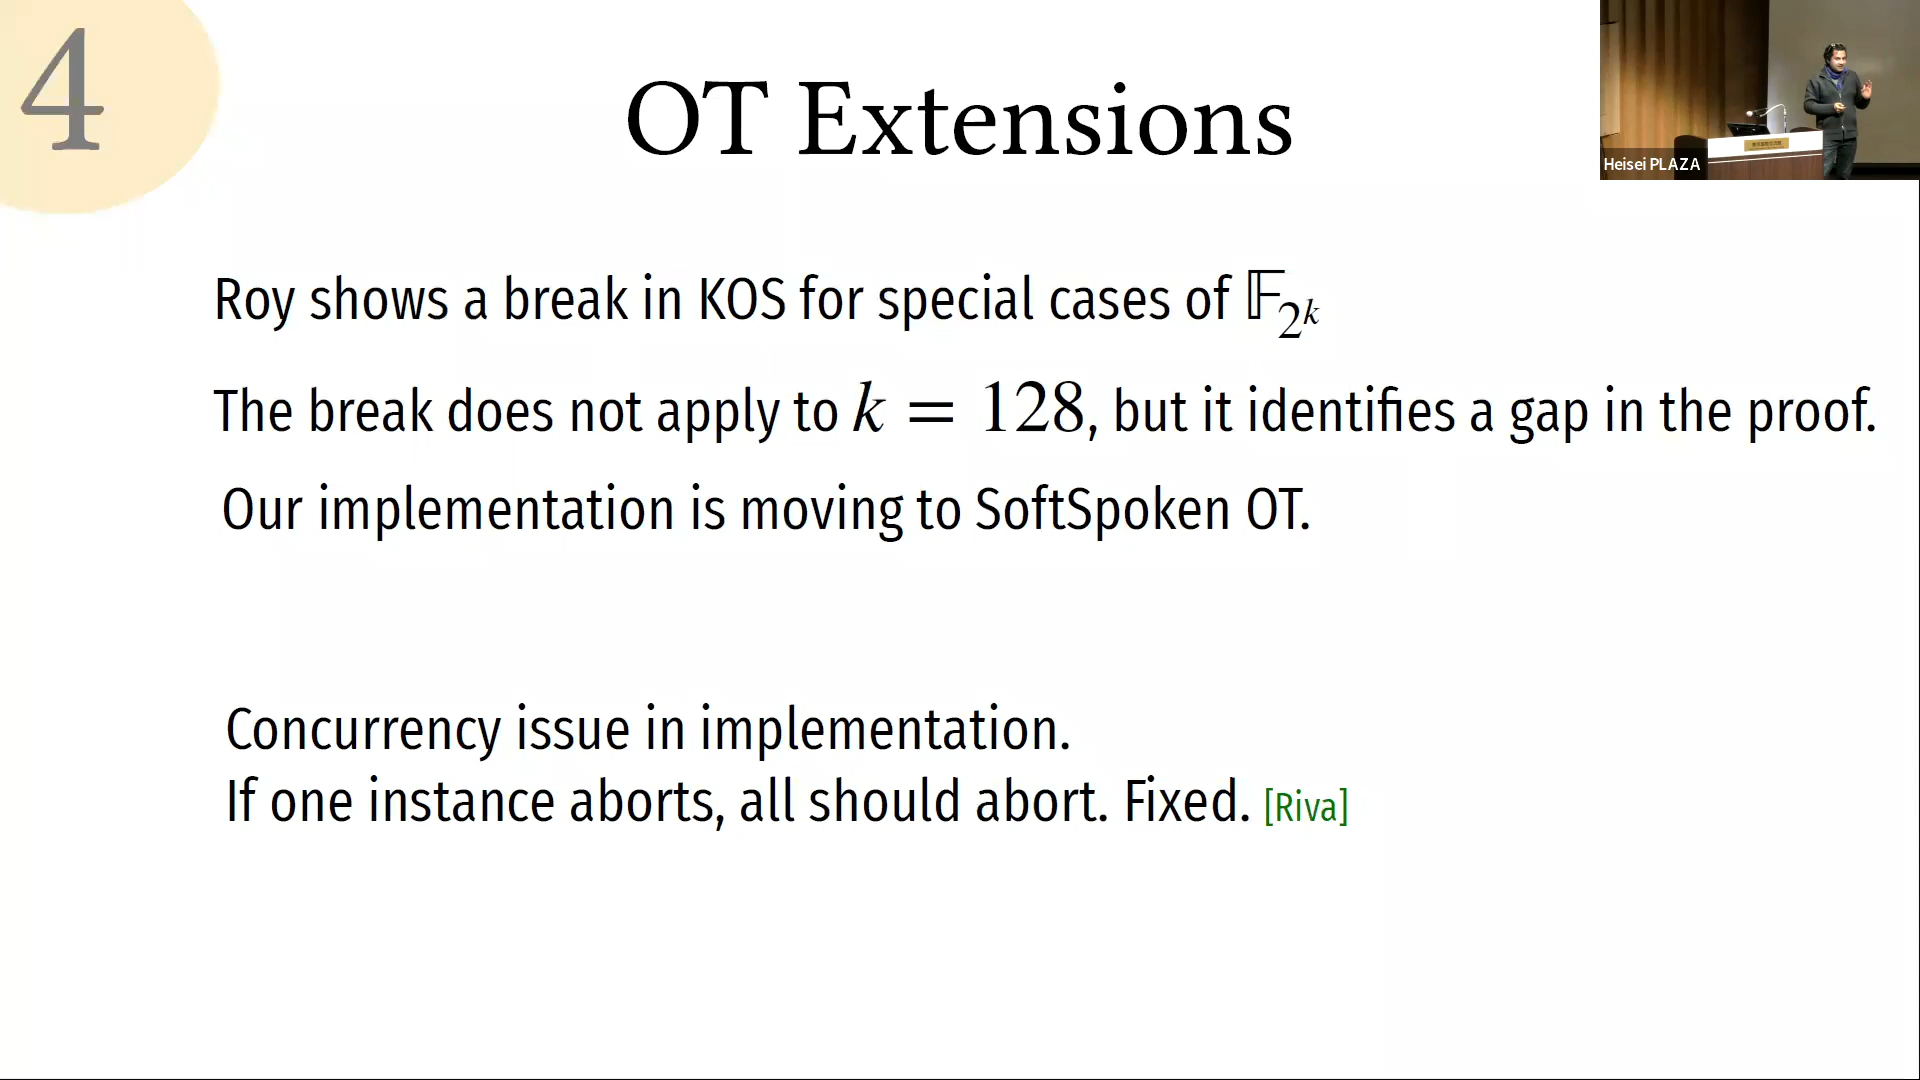 4
OT Extensions
Heisei PLAZA
Roy shows a break in KOS for special cases of 𝔽_{2^k}
The break does not apply to k = 128, but it identifies a gap in the proof.
Our implementation is moving to SoftSpoken OT.
Concurrency issue in implementation.
If one instance aborts, all should abort. Fixed. [Riva]